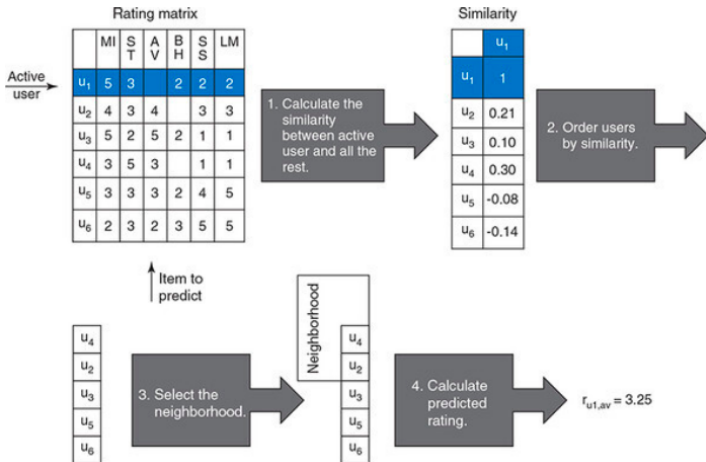 Rating matrix
MI ST AV BH SS LM
Active user
u1 5 3 2 2 2
u2 4 3 4 3 3
u3 5 2 5 2 1 1
u4 3 5 3 1 1
u5 3 3 3 2 4 5
u6 2 3 2 3 5 5
Item to
predict
1. Calculate the
similarity
between active
user and all the
rest.
Similarity
u1
u1 1
u2 0.21
u3 0.10
u4 0.30
u5 -0.08
u6 -0.14
2. Order users
by similarity.
u4
u2
u3
u5
u6
3. Select the
neighborhood.
Neighborhood
u4
u2
u3
u5
u6
4. Calculate
predicted
rating.
ru1,av = 3.25